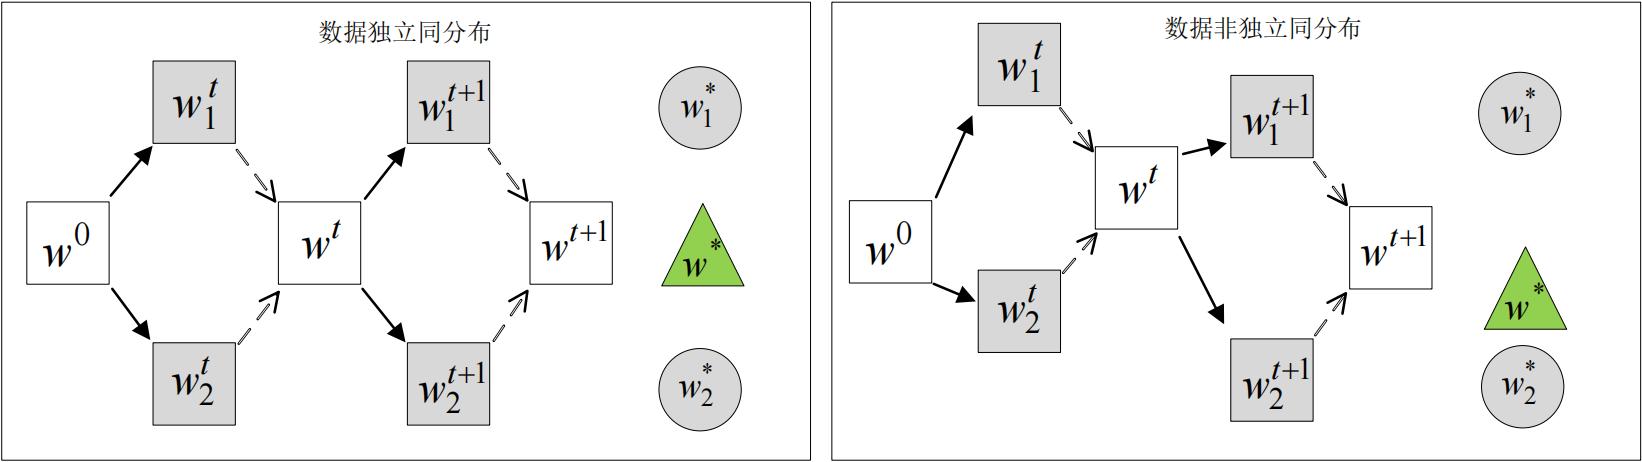 数据独立同分布
w_1^t
w_1^{t+1}
w_1^*
w^0
w^t
w^{t+1}
w^*
w_2^t
w_2^{t+1}
w_2^*
数据非独立同分布
w_1^t
w_1^{t+1}
w_1^*
w^t
w^0
w^{t+1}
w^*
w_2^t
w_2^{t+1}
w_2^*